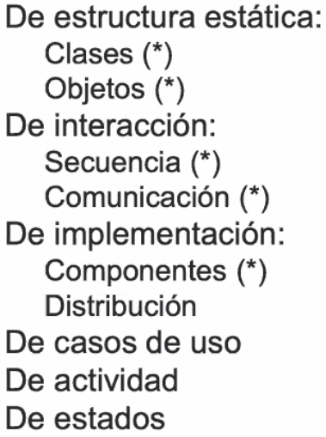 De estructura estática:
Clases (*)
Objetos (*)
De interacción:
Secuencia (*)
Comunicación (*)
De implementación:
Componentes (*)
Distribución
De casos de uso
De actividad
De estados